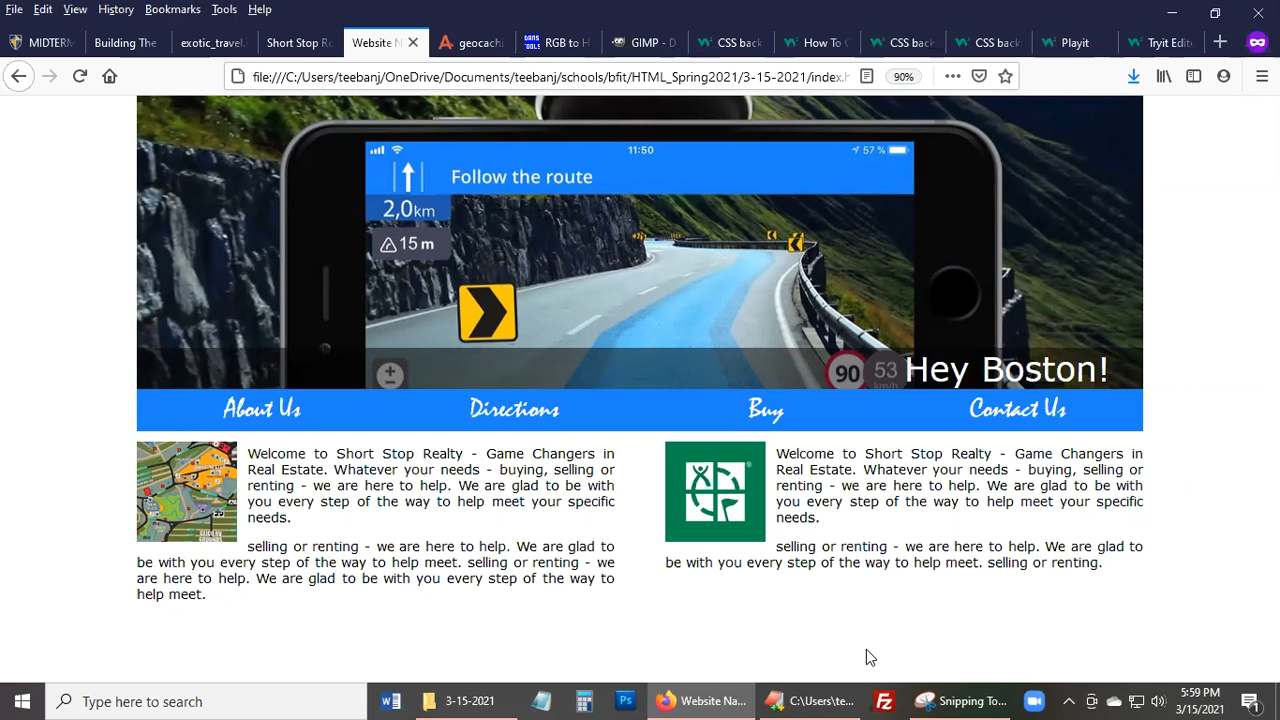 File Edit View History Bookmarks Tools Help
MIDTERM Building The exotic_travel. Short Stop Re Website N geocacha RGB to H GIMP - D CSS back How To C CSS back CSS back Playit Tryit Edit
file:///C:/Users/teebanj/OneDrive/Documents/teebanj/schools/bfit/HTML_Spring2021/3-15-2021/index.h 90%
11:50 57 %
Follow the route
2,0km
15 m
90 53
km/h
Hey Boston!
About Us Directions Buy Contact Us
Welcome to Short Stop Realty - Game Changers in
Real Estate. Whatever your needs - buying, selling or
renting - we are here to help. We are glad to be with
you every step of the way to help meet your specific
needs.
selling or renting - we are here to help. We are glad to
be with you every step of the way to help meet. selling or renting - we
are here to help. We are glad to be with you every step of the way to
help meet.
Welcome to Short Stop Realty - Game Changers in
Real Estate. Whatever your needs - buying, selling or
renting - we are here to help. We are glad to be with
you every step of the way to help meet your specific
needs.
selling or renting - we are here to help. We are glad to
be with you every step of the way to help meet. selling or renting.
Type here to search 3-15-2021 Website Na... C:\Users\te... Snipping To... 5:59 PM
3/15/2021